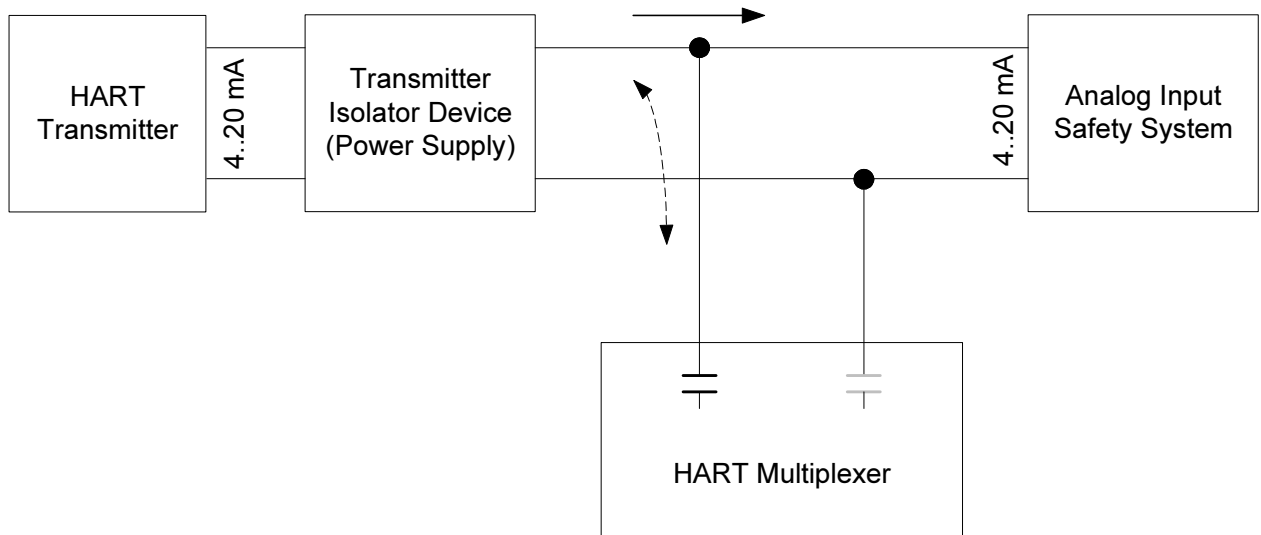 HART
Transmitter
4..20 mA
Transmitter
Isolator Device
(Power Supply)
4..20 mA
Analog Input
Safety System
HART Multiplexer